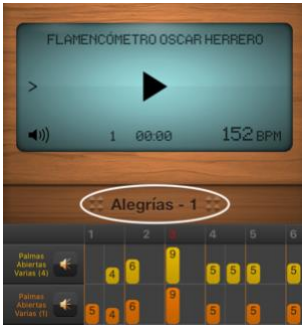 FLAMENCÓMETRO OSCAR HERRERO
>
1 00:00 152 BPM
Alegrías - 1
1 2 3 4 5 6
Palmas
Abiertas
Varias (4)
4 6 9 5 5 5 5
Palmas
Abiertas
Varias (1)
5 4 6 9 5 5 5